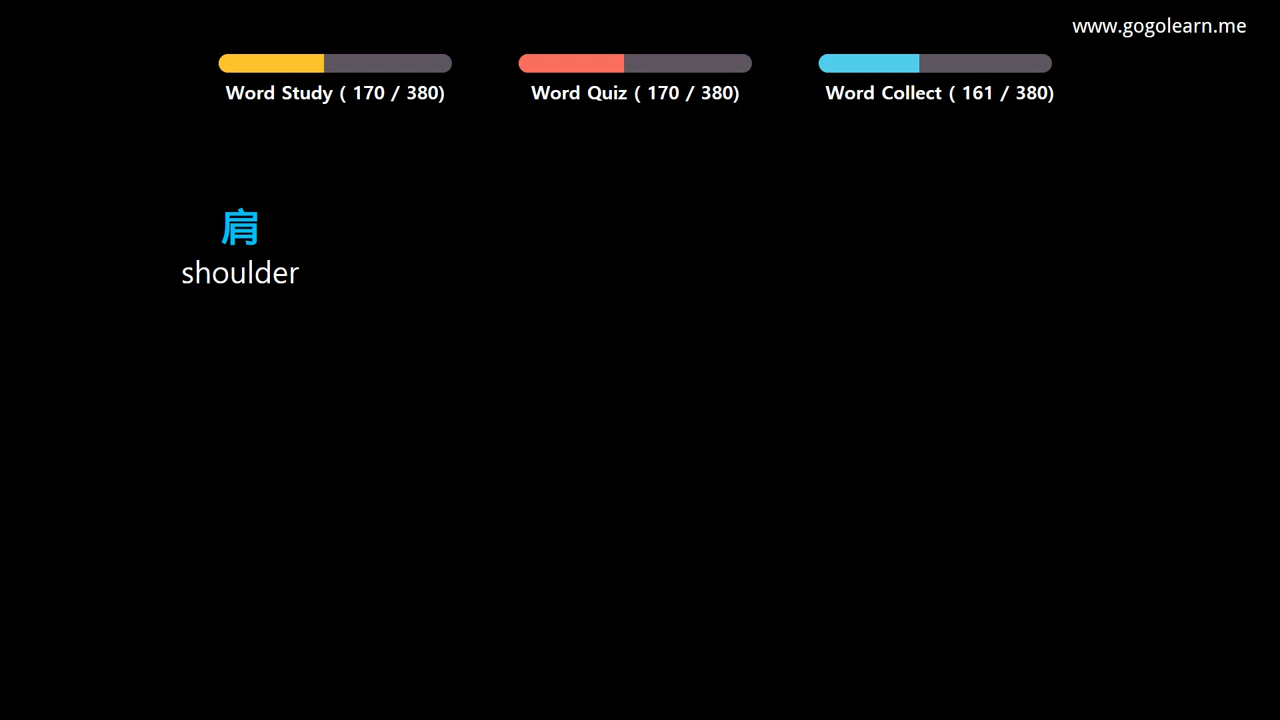 www.gogolearn.me
Word Study ( 170 / 380)
Word Quiz ( 170 / 380)
Word Collect ( 161 / 380)
肩
shoulder